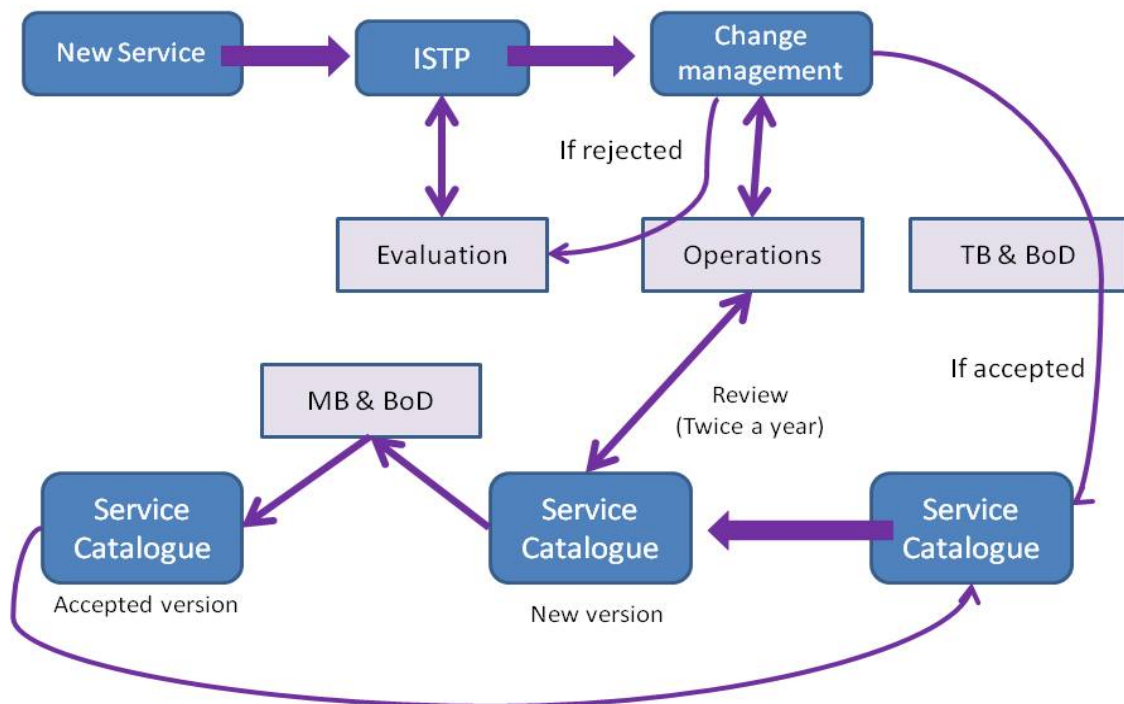 New Service
ISTP
Change
management
If rejected
Evaluation
Operations
TB & BoD
If accepted
MB & BoD
Review
(Twice a year)
Service
Catalogue
Service
Catalogue
Service
Catalogue
Accepted version
New version